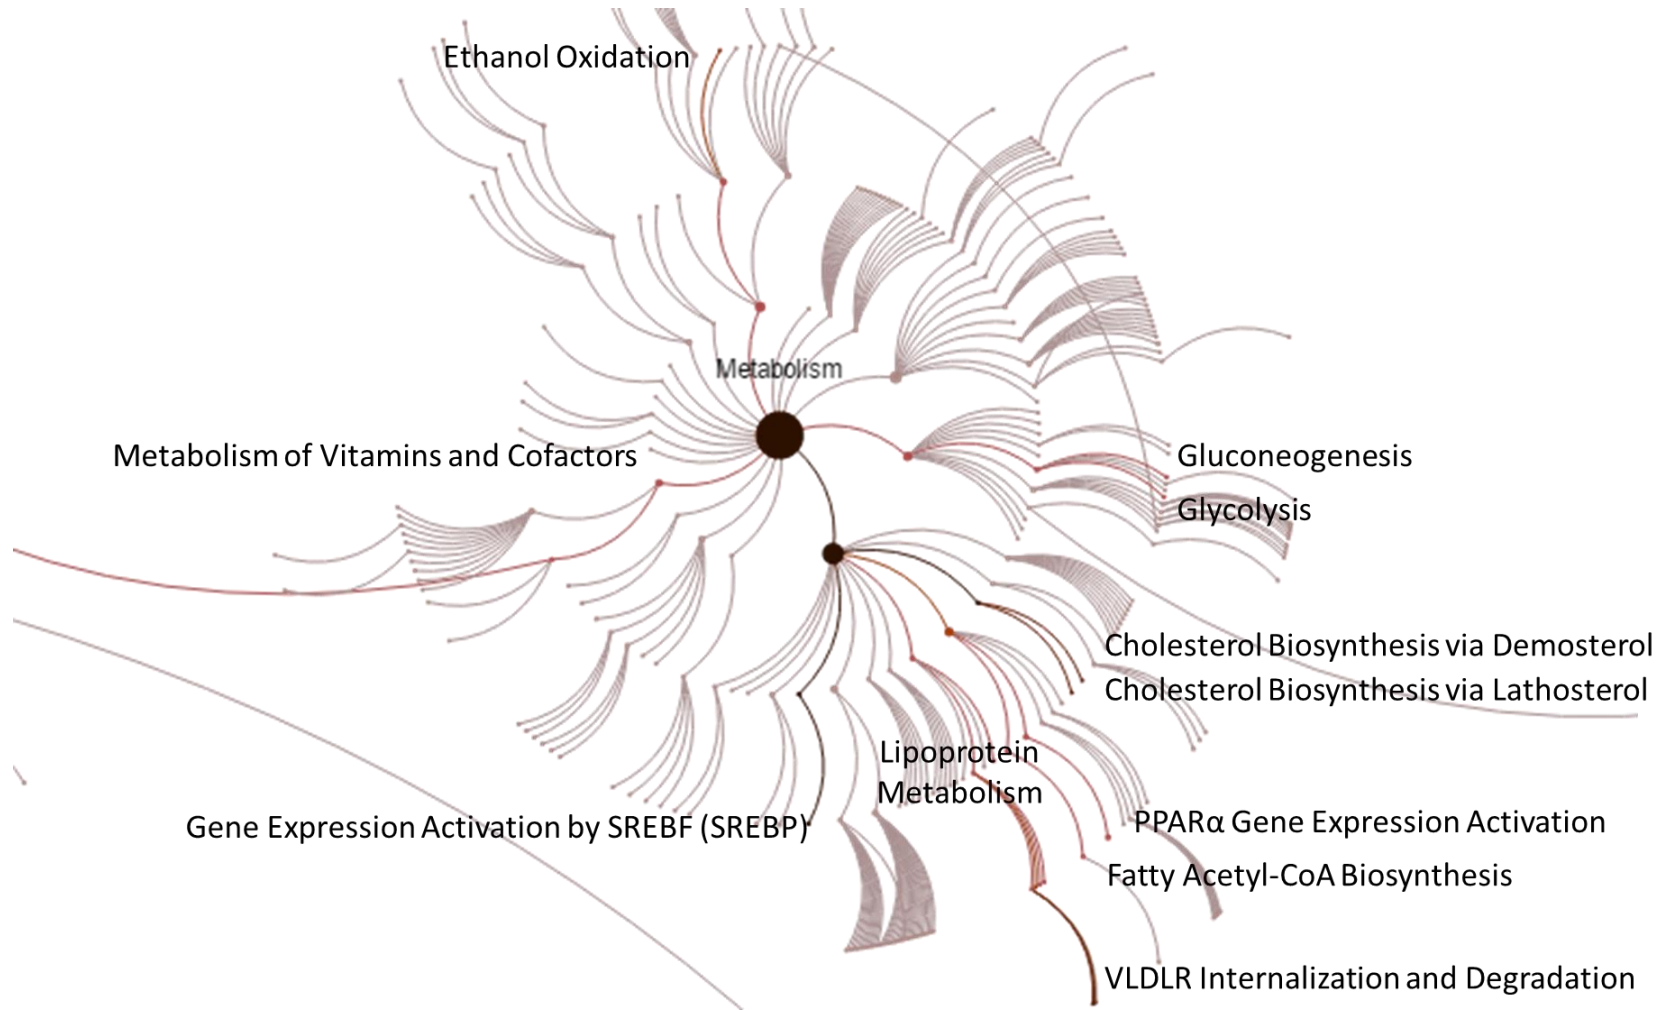 Ethanol Oxidation
Metabolism
Metabolism of Vitamins and Cofactors
Gluconeogenesis
Glycolysis
Cholesterol Biosynthesis via Demosterol
Cholesterol Biosynthesis via Lathosterol
Lipoprotein
Metabolism
Gene Expression Activation by SREBF (SREBP)
PPARα Gene Expression Activation
Fatty Acetyl-CoA Biosynthesis
VLDLR Internalization and Degradation